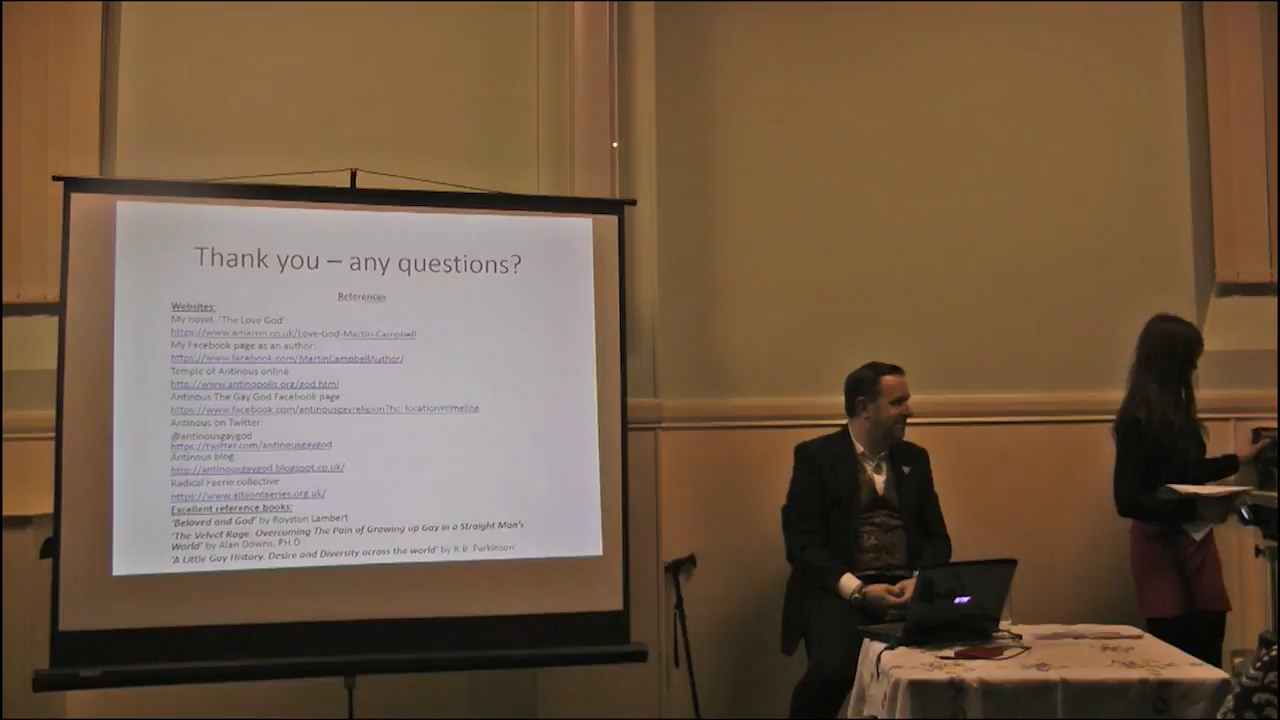 Thank you – any questions?
References
Websites:
My novel, 'The Love God':
https://www.amazon.co.uk/Love-God-Martin-Campbell
My Facebook page as an author:
https://www.facebook.com/MartinCampbellAuthor/
Temple of Antinous online:
http://www.antinopolis.org/god.html
Antinous The Gay God Facebook page:
https://www.facebook.com/antinousgayreligion?hc_location=timeline
Antinous on Twitter:
@antinousgaygod
https://twitter.com/antinousgaygod
Antinous blog
http://antinousgaygod.blogspot.co.uk/
Radical Faerie collective
https://www.albionfaeries.org.uk/
Excellent reference books:
'Beloved and God' by Royston Lambert
'The Velvet Rage: Overcoming The Pain of Growing up Gay in a Straight Man's
World' by Alan Downs, PH.D
'A Little Gay History. Desire and Diversity across the world' by R.B. Parkinson'